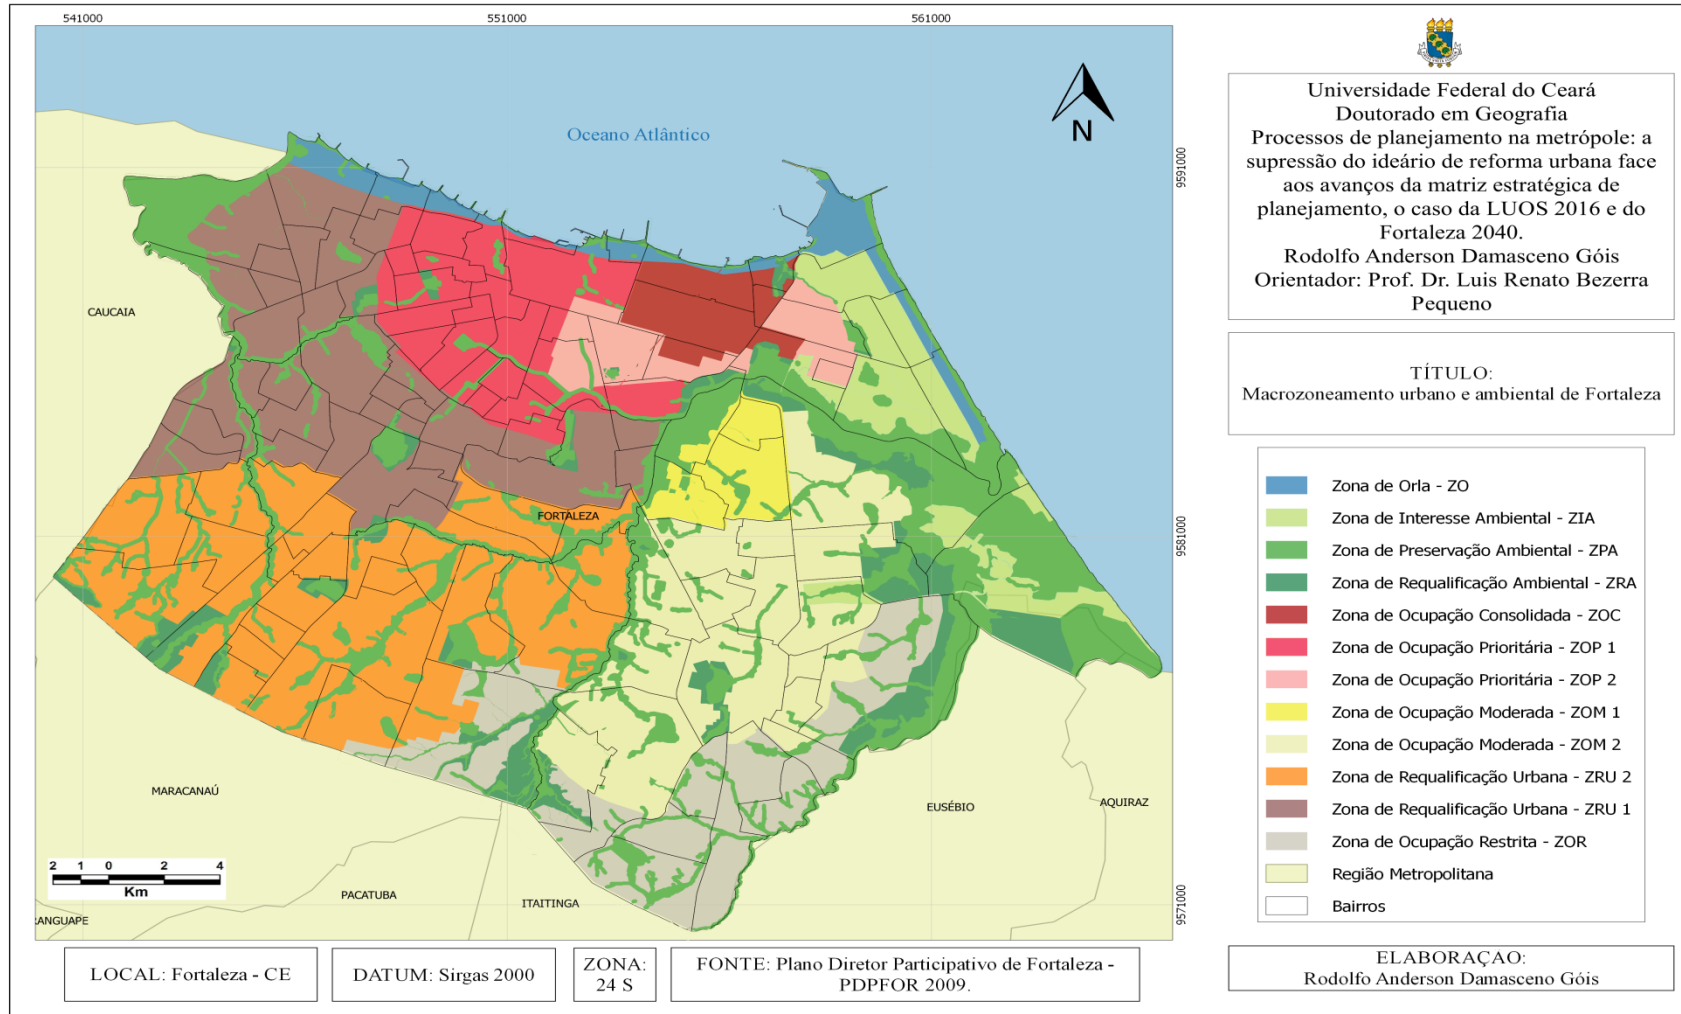 541000
551000
561000
Oceano Atlântico
N
9591000
9581000
9571000
CAUCAIA
FORTALEZA
MARACANAÚ
EUSÉBIO
AQUIRAZ
PACATUBA
ITAITINGA
RANGUAPE
2 1 0 2 4
Km
Universidade Federal do Ceará
Doutorado em Geografia
Processos de planejamento na metrópole: a
supressão do ideário de reforma urbana face
aos avanços da matriz estratégica de
planejamento, o caso da LUOS 2016 e do
Fortaleza 2040.
Rodolfo Anderson Damasceno Góis
Orientador: Prof. Dr. Luis Renato Bezerra
Pequeno
TÍTULO:
Macrozoneamento urbano e ambiental de Fortaleza
Zona de Orla - ZO
Zona de Interesse Ambiental - ZIA
Zona de Preservação Ambiental - ZPA
Zona de Requalificação Ambiental - ZRA
Zona de Ocupação Consolidada - ZOC
Zona de Ocupação Prioritária - ZOP 1
Zona de Ocupação Prioritária - ZOP 2
Zona de Ocupação Moderada - ZOM 1
Zona de Ocupação Moderada - ZOM 2
Zona de Requalificação Urbana - ZRU 2
Zona de Requalificação Urbana - ZRU 1
Zona de Ocupação Restrita - ZOR
Região Metropolitana
Bairros
LOCAL: Fortaleza - CE
DATUM: Sirgas 2000
ZONA:
24 S
FONTE: Plano Diretor Participativo de Fortaleza -
PDPFOR 2009.
ELABORAÇAO:
Rodolfo Anderson Damasceno Góis